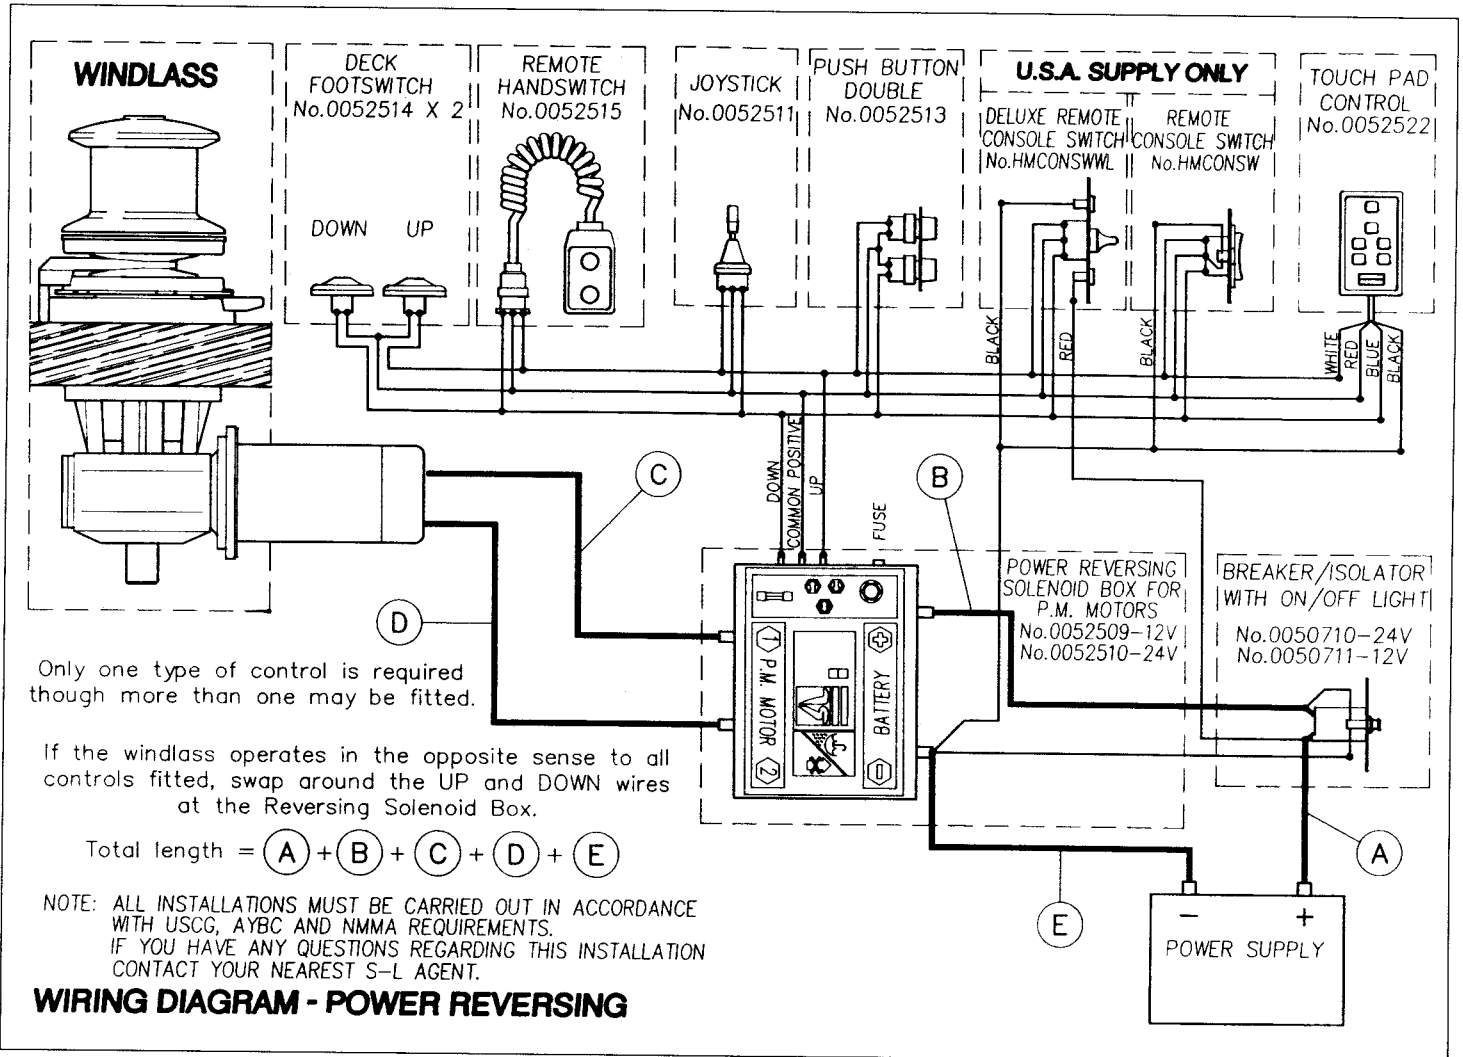 WINDLASS
DECK
FOOTSWITCH
No.0052514 X 2
DOWN
UP
REMOTE
HANDSWITCH
No.0052515
JOYSTICK
No.0052511
PUSH BUTTON
DOUBLE
No.0052513
U.S.A. SUPPLY ONLY
DELUXE REMOTE
CONSOLE SWITCH
No.HMCONSWWL
REMOTE
CONSOLE SWITCH
No.HMCONSW
TOUCH PAD
CONTROL
No.0052522
BLACK
RED
BLACK
WHITE
RED
BLUE
BLACK
DOWN
COMMON POSITIVE
UP
FUSE
C
B
D
POWER REVERSING
SOLENOID BOX FOR
P.M. MOTORS
No.0052509-12V
No.0052510-24V
BREAKER/ISOLATOR
WITH ON/OFF LIGHT
No.0050710-24V
No.0050711-12V
1 P.M. MOTOR 2
+ BATTERY -
Only one type of control is required
though more than one may be fitted.
If the windlass operates in the opposite sense to all
controls fitted, swap around the UP and DOWN wires
at the Reversing Solenoid Box.
Total length = A + B + C + D + E
A
E
- +
POWER SUPPLY
NOTE: ALL INSTALLATIONS MUST BE CARRIED OUT IN ACCORDANCE
WITH USCG, AYBC AND NMMA REQUIREMENTS.
IF YOU HAVE ANY QUESTIONS REGARDING THIS INSTALLATION
CONTACT YOUR NEAREST S-L AGENT.
WIRING DIAGRAM - POWER REVERSING